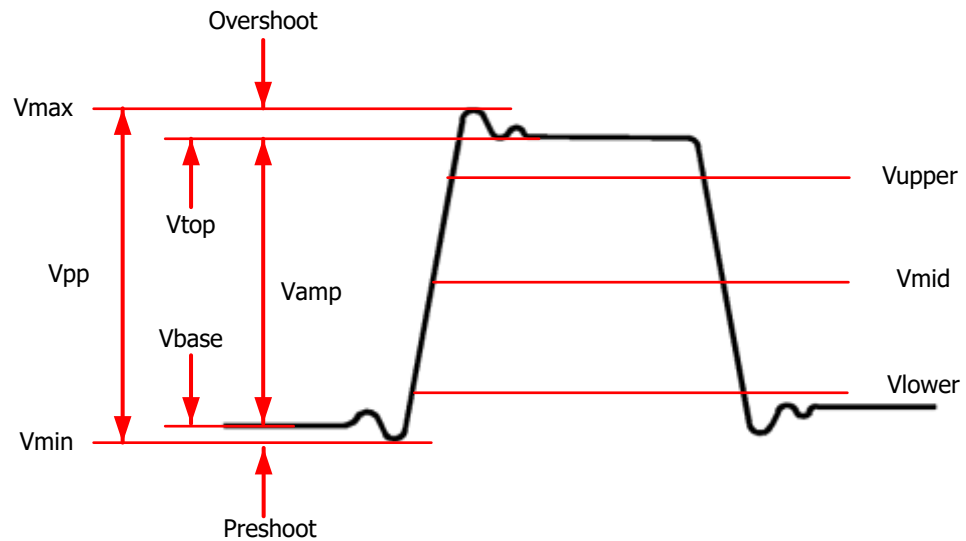 Overshoot
Vmax
Vupper
Vtop
Vpp
Vamp
Vmid
Vbase
Vlower
Vmin
Preshoot